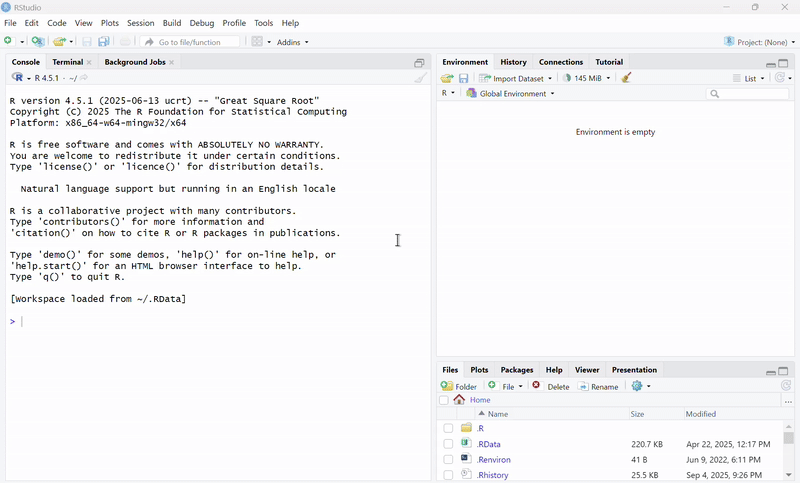 RStudio
File Edit Code View Plots Session Build Debug Profile Tools Help
Go to file/function
Addins
Project: (None)
Console Terminal Background Jobs
R 4.5.1 · ~/
R version 4.5.1 (2025-06-13 ucrt) -- "Great Square Root"
Copyright (C) 2025 The R Foundation for Statistical Computing
Platform: x86_64-w64-mingw32/x64
R is free software and comes with ABSOLUTELY NO WARRANTY.
You are welcome to redistribute it under certain conditions.
Type 'license()' or 'licence()' for distribution details.
Natural language support but running in an English locale
R is a collaborative project with many contributors.
Type 'contributors()' for more information and
'citation()' on how to cite R or R packages in publications.
Type 'demo()' for some demos, 'help()' for on-line help, or
'help.start()' for an HTML browser interface to help.
Type 'q()' to quit R.
[Workspace loaded from ~/.RData]
>
Environment History Connections Tutorial
Import Dataset 145 MiB List
R Global Environment
Environment is empty
Files Plots Packages Help Viewer Presentation
Folder File Delete Rename
Home ...
Name Size Modified
.R
.RData 220.7 KB Apr 22, 2025, 12:17 PM
.Renviron 41 B Jun 9, 2022, 6:11 PM
.Rhistory 25.5 KB Sep 4, 2025, 9:26 PM